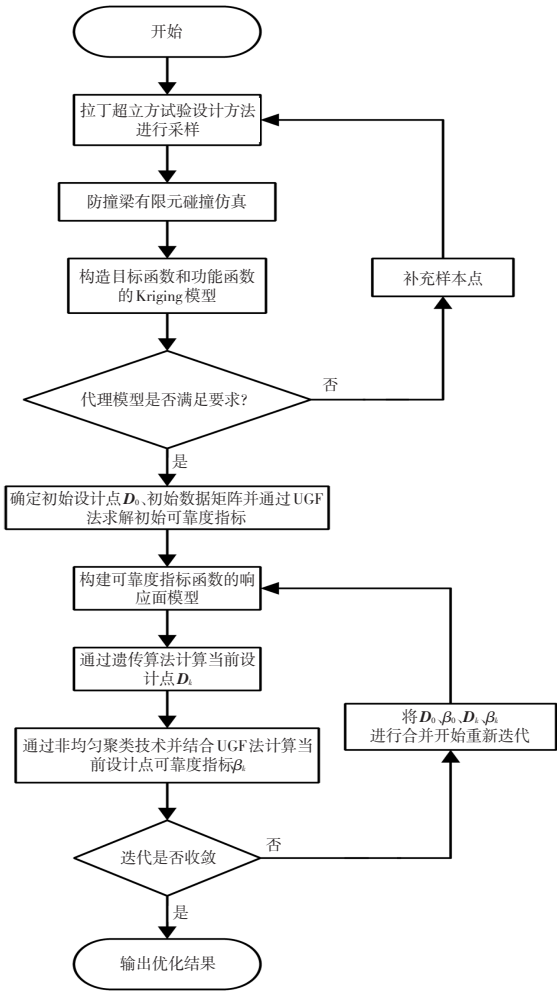 开始
拉丁超立方试验设计方法
进行采样
防撞梁有限元碰撞仿真
构造目标函数和功能函数
的Kriging模型
补充样本点
代理模型是否满足要求?
否
是
确定初始设计点D₀、初始数据矩阵并通过UGF
法求解初始可靠度指标
构建可靠度指标函数的响
应面模型
通过遗传算法计算当前设
计点Dₖ
将D₀、β₀、Dₖ、βₖ
进行合并开始重新迭代
通过非均匀聚类技术并结合UGF法计算当
前设计点可靠度指标βₖ
迭代是否收敛
否
是
输出优化结果